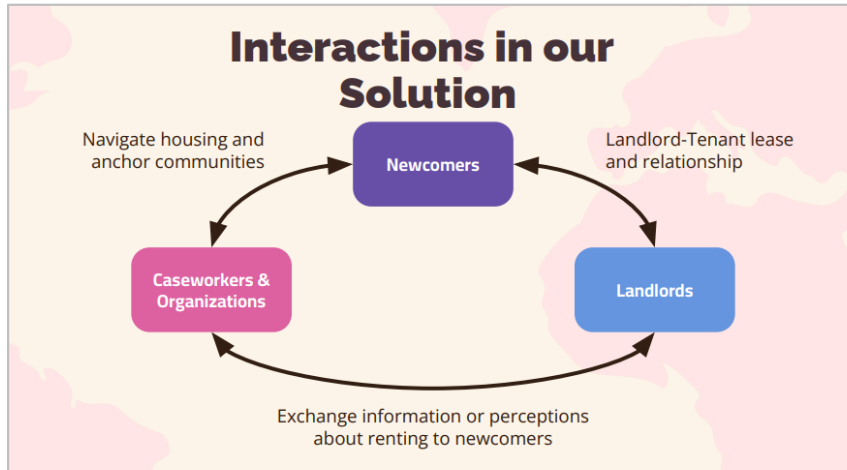 Interactions in our
Solution
Navigate housing and
anchor communities
Newcomers
Landlord-Tenant lease
and relationship
Caseworkers &
Organizations
Landlords
Exchange information or perceptions
about renting to newcomers